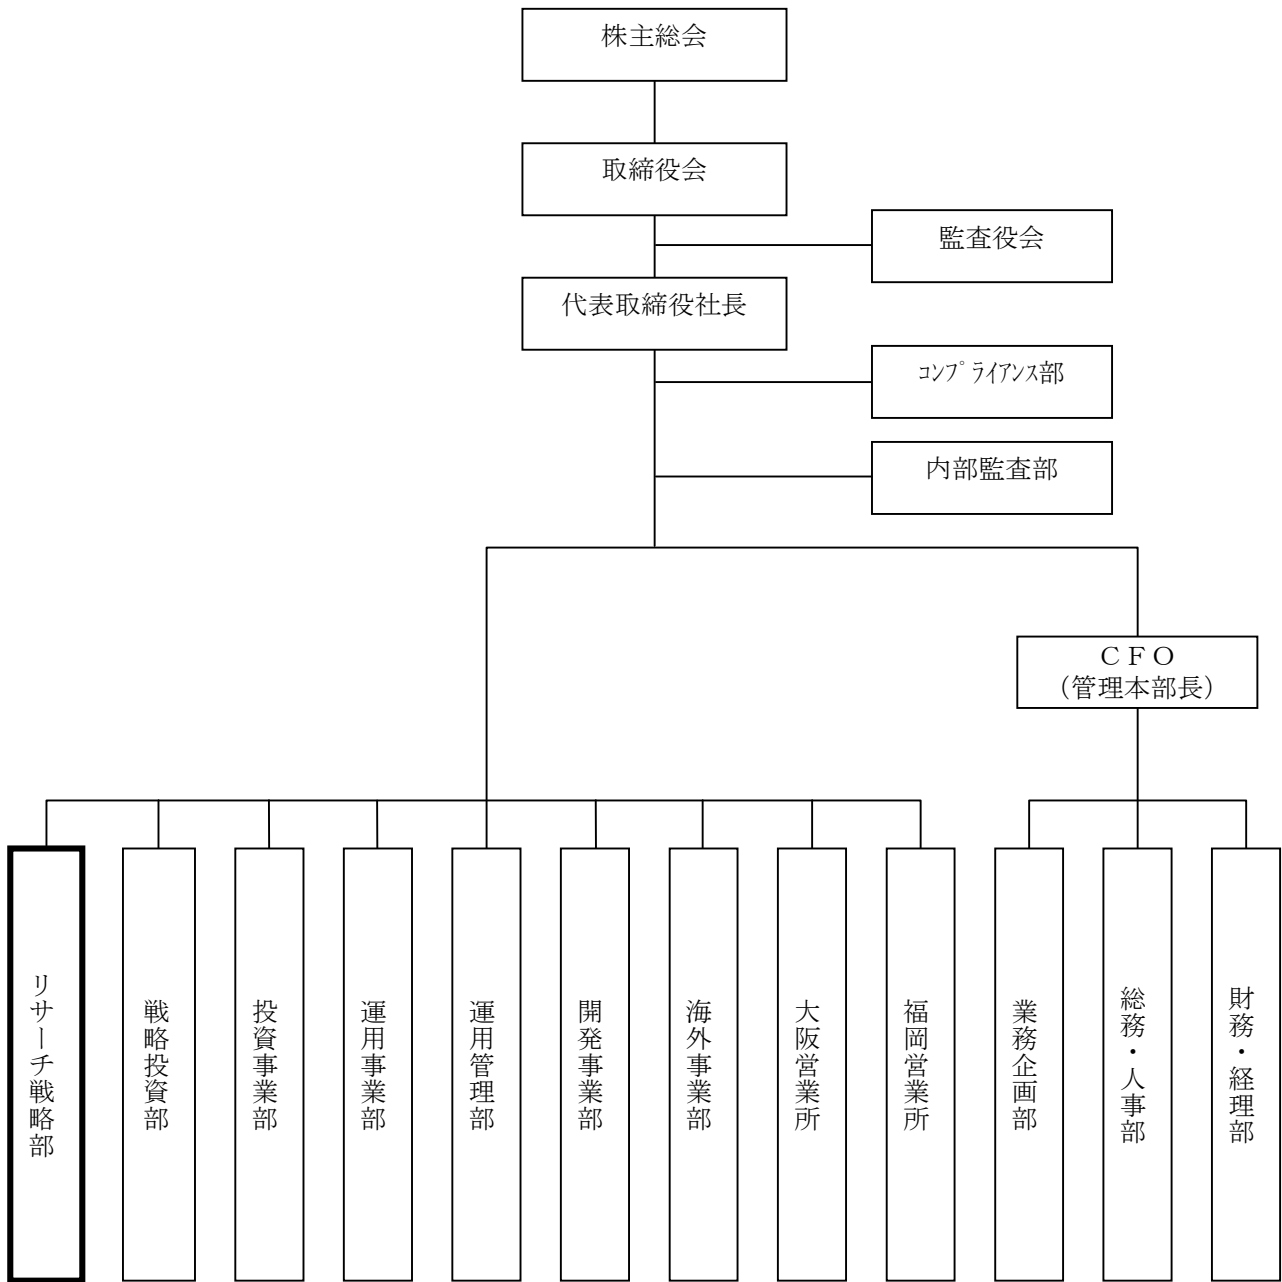 株主総会
取締役会
監査役会
代表取締役社長
ｺﾝﾌﾟﾗｲｱﾝｽ部
内部監査部
ＣＦＯ
（管理本部長）
リサーチ戦略部
戦略投資部
投資事業部
運用事業部
運用管理部
開発事業部
海外事業部
大阪営業所
福岡営業所
業務企画部
総務・人事部
財務・経理部